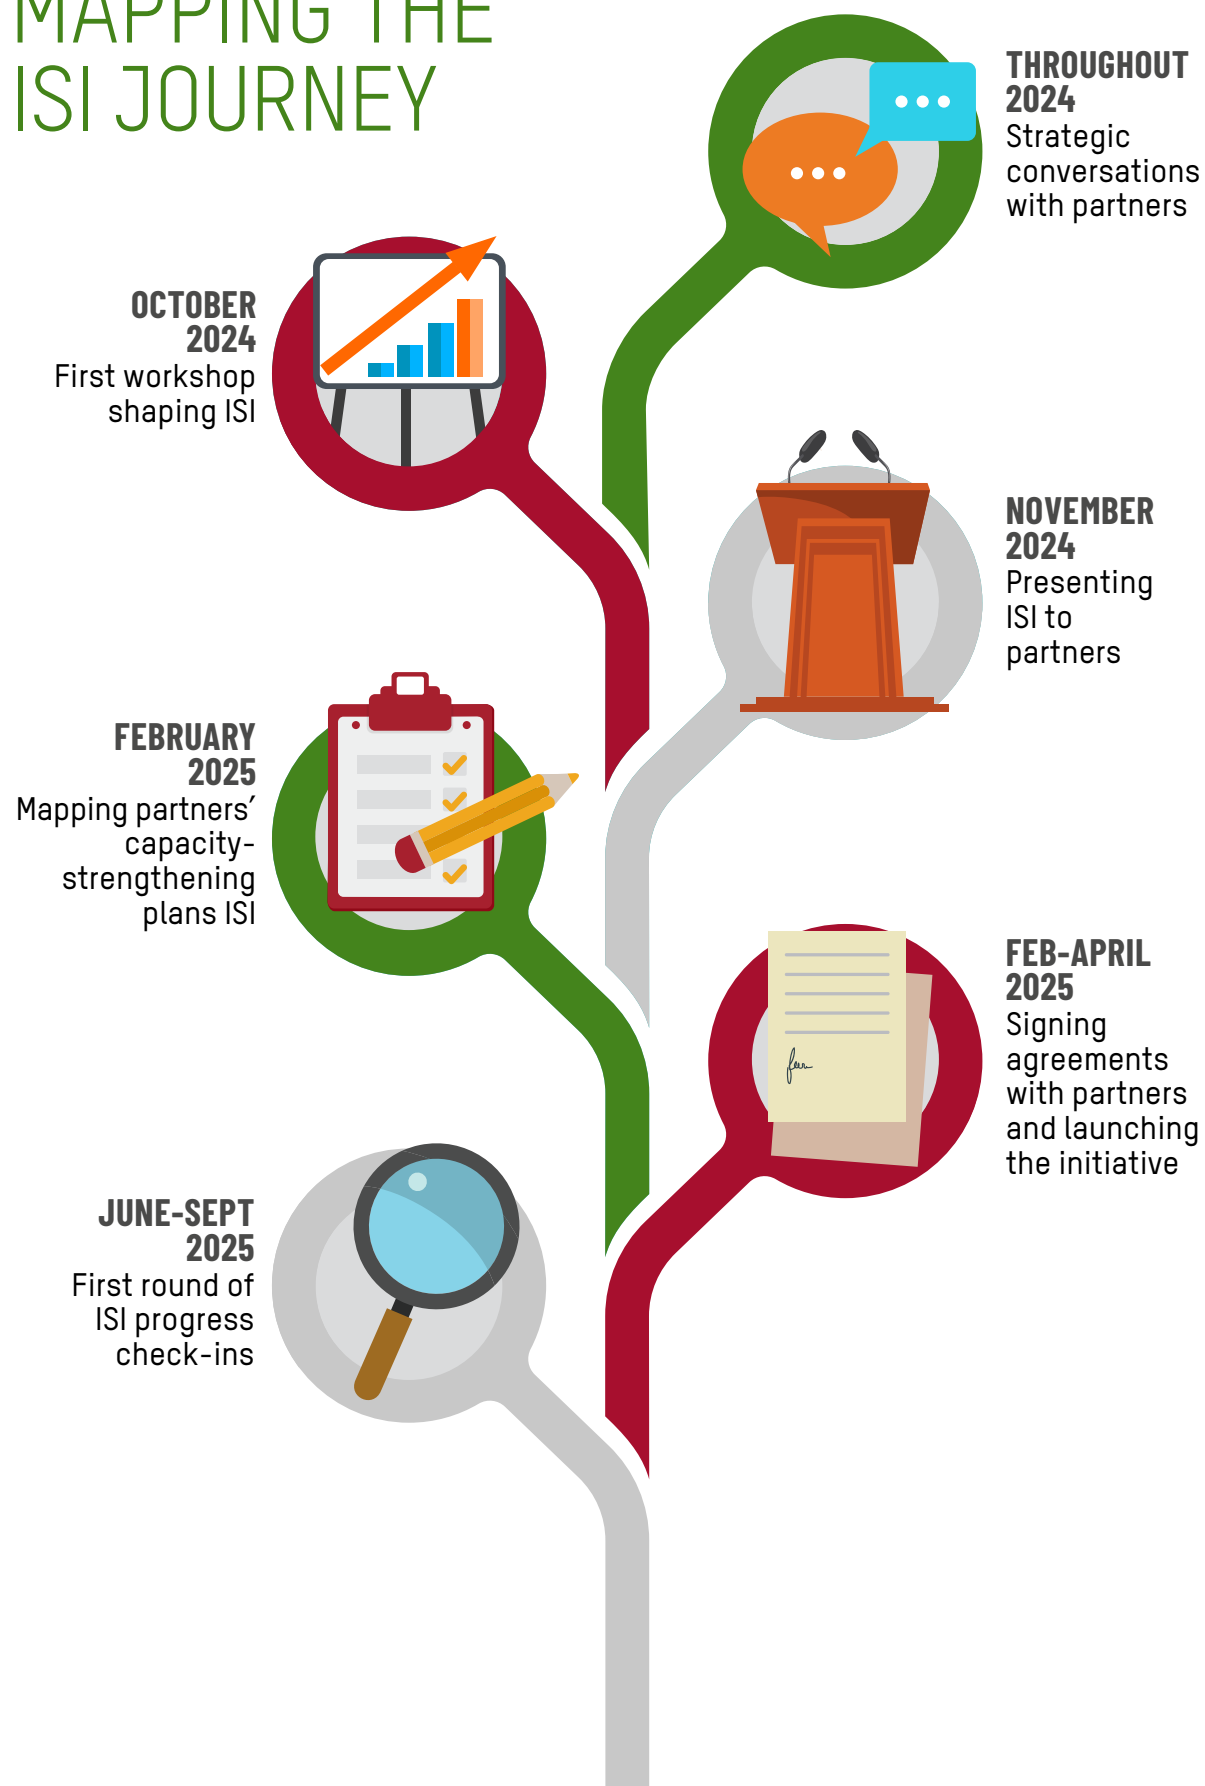 MAPPING THE
ISI JOURNEY
THROUGHOUT
2024
Strategic
conversations
with partners
OCTOBER
2024
First workshop
shaping ISI
NOVEMBER
2024
Presenting
ISI to
partners
FEBRUARY
2025
Mapping partners’
capacity-
strengthening
plans ISI
FEB-APRIL
2025
Signing
agreements
with partners
and launching
the initiative
JUNE-SEPT
2025
First round of
ISI progress
check-ins